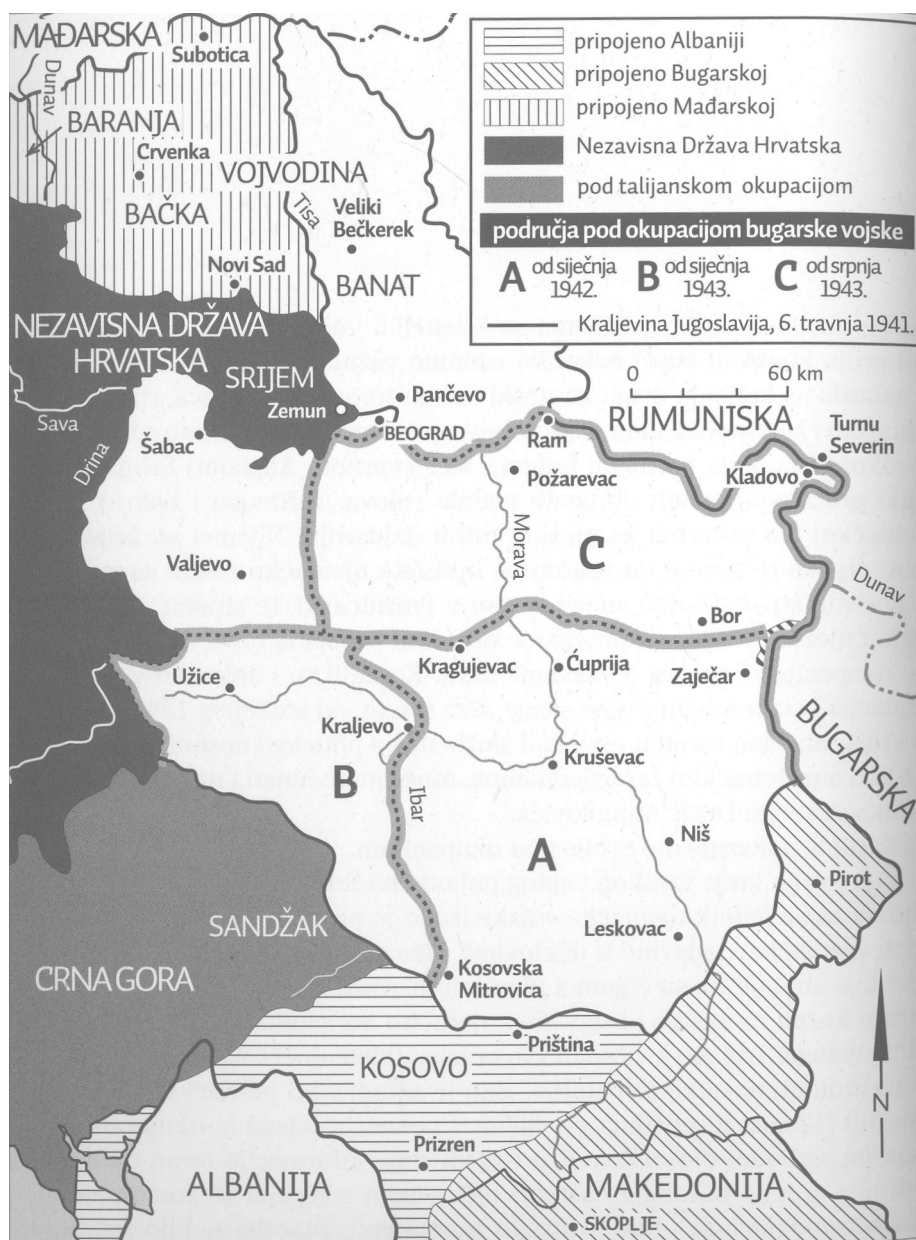 MAĐARSKA
Subotica
Dunav
BARANJA
Crvenka
VOJVODINA
BAČKA
Tisa
Veliki
Bečkerek
Novi Sad
BANAT
pripojeno Albaniji
pripojeno Bugarskoj
pripojeno Mađarskoj
Nezavisna Država Hrvatska
pod talijanskom okupacijom
područja pod okupacijom bugarske vojske
A od siječnja
1942.
B od siječnja
1943.
C od srpnja
1943.
Kraljevina Jugoslavija, 6. travnja 1941.
0 60 km
NEZAVISNA DRŽAVA
HRVATSKA
SRIJEM
Zemun
Pančevo
BEOGRAD
Sava
Drina
Šabac
Ram
RUMUNJSKA
Turnu
Severin
Kladovo
Požarevac
Morava
C
Valjevo
Bor
Dunav
Kragujevac
Ćuprija
Zaječar
Užice
Kraljevo
Kruševac
BUGARSKA
B
Ibar
A
Niš
Pirot
SANDŽAK
Leskovac
CRNA GORA
Kosovska
Mitrovica
Priština
KOSOVO
N
Prizren
ALBANIJA
MAKEDONIJA
SKOPLJE